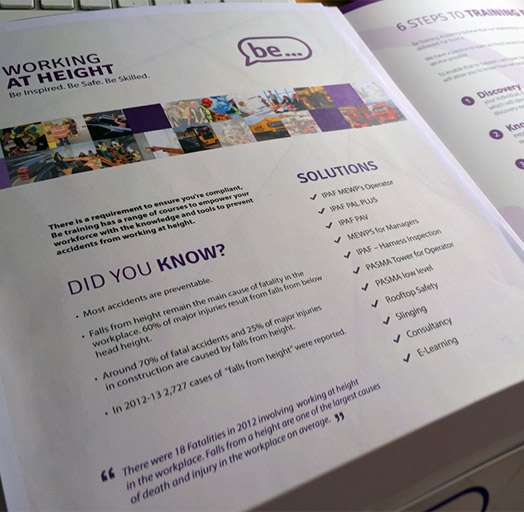 WORKING
AT HEIGHT
Be Inspired. Be Safe. Be Skilled.
be...
There is a requirement to ensure you're compliant,
Be training has a range of courses to empower your
workforce with the knowledge and tools to prevent
accidents from working at height.
DID YOU KNOW?
• Most accidents are preventable.
• Falls from height remain the main cause of fatality in the
workplace. 60% of major injuries result from falls from below
head height.
• Around 70% of fatal accidents and 25% of major injuries
in construction are caused by falls from height.
• In 2012-13 2,727 cases of "falls from height" were reported.
“ There were 18 Fatalities in 2012 involving working at height
in the workplace. Falls from a height are one of the largest causes
of death and injury in the workplace on average. ”
SOLUTIONS
✓ IPAF MEWP's Operator
✓ IPAF PAL PLUS
✓ IPAF PAV
✓ MEWPS for Managers
✓ IPAF – Harness Inspection
✓ PASMA Tower for Operator
✓ PASMA low level
✓ Rooftop Safety
✓ Slinging
✓ Consultancy
✓ E-Learning
6 STEPS TO TRAINING
1 Discovery
2